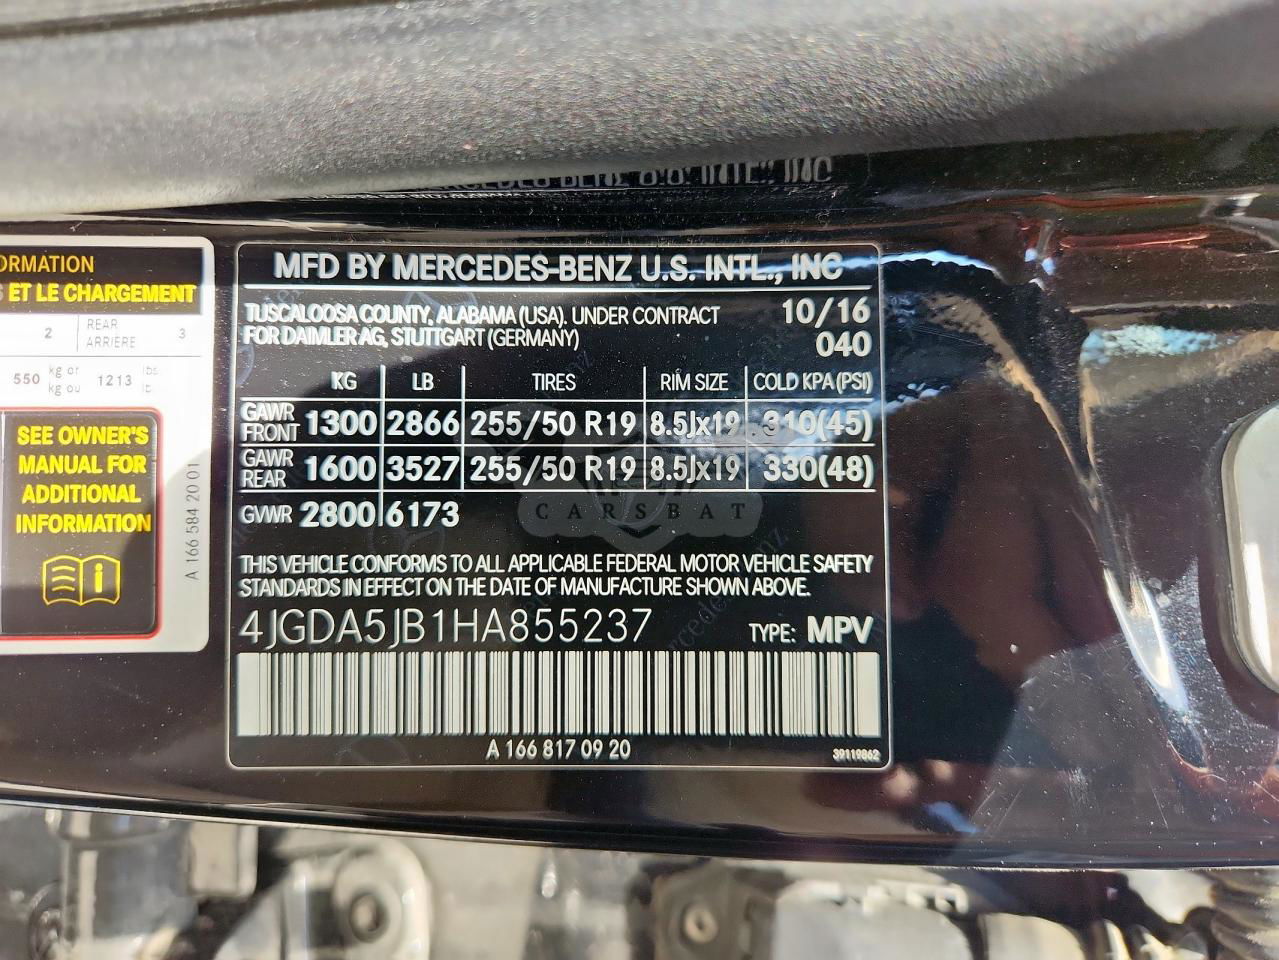 ORMATION
S ET LE CHARGEMENT
2 REAR ARRIÈRE 3
550 kg or kg ou 1213 lbs lb
SEE OWNER'S
MANUAL FOR
ADDITIONAL
INFORMATION
A 166 584 20 01
MFD BY MERCEDES-BENZ U.S. INTL., INC
TUSCALOOSA COUNTY, ALABAMA (USA). UNDER CONTRACT 10/16
FOR DAIMLER AG, STUTTGART (GERMANY) 040
KG LB TIRES RIM SIZE COLD KPA (PSI)
GAWR FRONT 1300 2866 255/50 R19 8.5Jx19 310(45)
GAWR REAR 1600 3527 255/50 R19 8.5Jx19 330(48)
GVWR 2800 6173
CARSBAT
THIS VEHICLE CONFORMS TO ALL APPLICABLE FEDERAL MOTOR VEHICLE SAFETY
STANDARDS IN EFFECT ON THE DATE OF MANUFACTURE SHOWN ABOVE.
4JGDA5JB1HA855237 TYPE: MPV
A 166 817 09 20 39119862